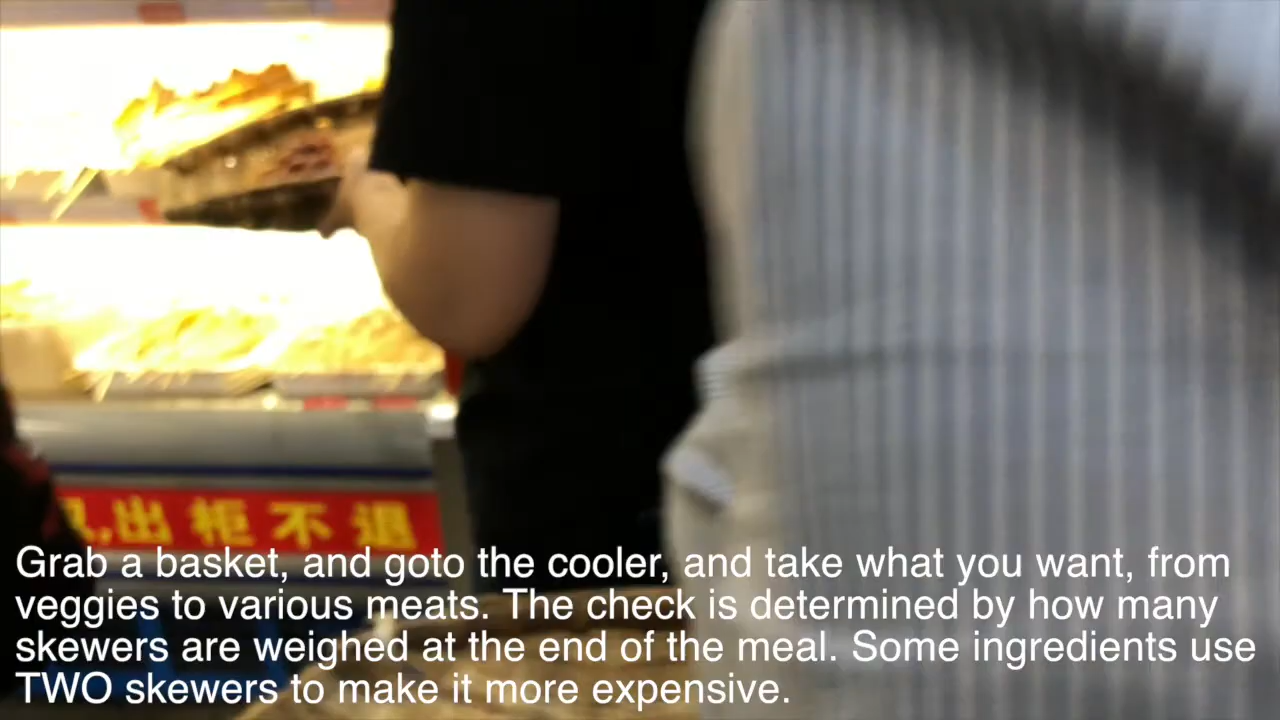 出柜不退
Grab a basket, and goto the cooler, and take what you want, from
veggies to various meats. The check is determined by how many
skewers are weighed at the end of the meal. Some ingredients use
TWO skewers to make it more expensive.